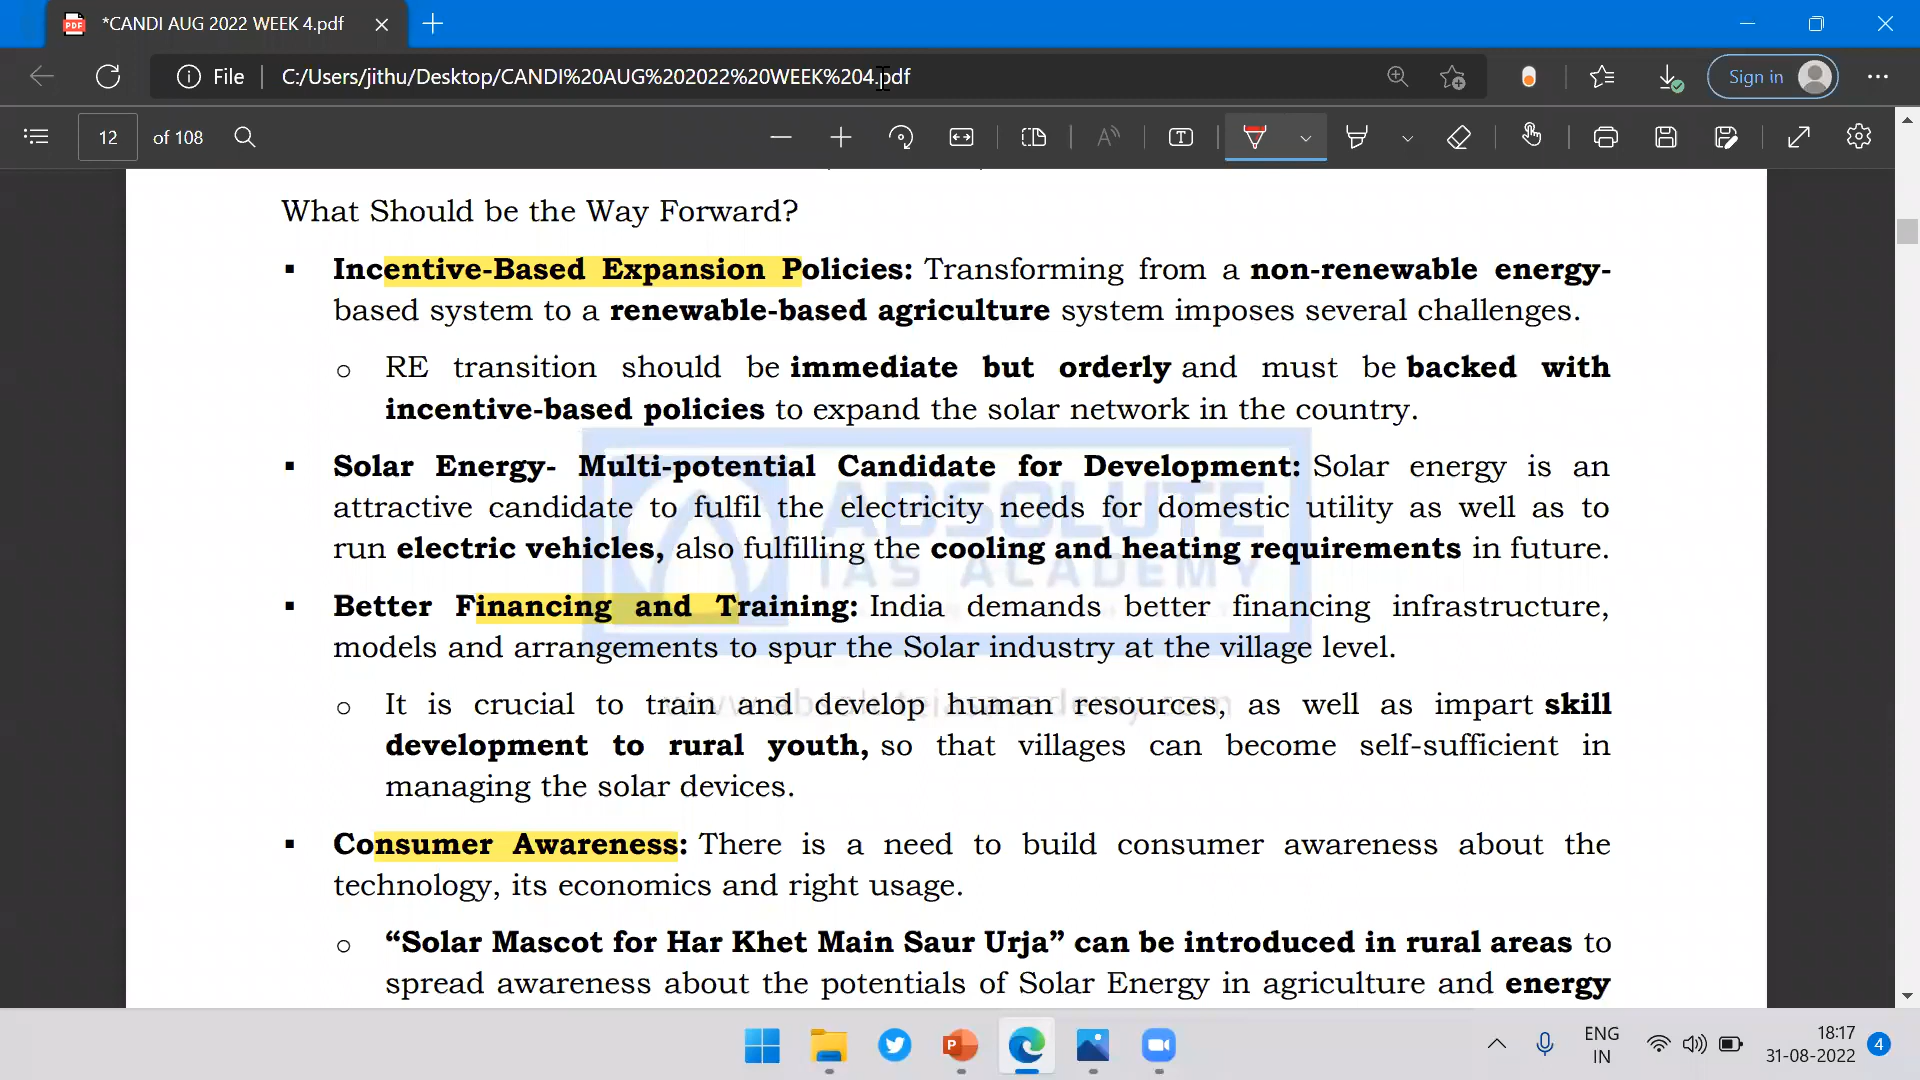 *CANDI AUG 2022 WEEK 4.pdf
File
C:/Users/jithu/Desktop/CANDI%20AUG%202022%20WEEK%204.pdf
Sign in
12 of 108
What Should be the Way Forward?
▪ Incentive-Based Expansion Policies: Transforming from a non-renewable energy-
based system to a renewable-based agriculture system imposes several challenges.
o RE transition should be immediate but orderly and must be backed with
incentive-based policies to expand the solar network in the country.
▪ Solar Energy- Multi-potential Candidate for Development: Solar energy is an
attractive candidate to fulfil the electricity needs for domestic utility as well as to
run electric vehicles, also fulfilling the cooling and heating requirements in future.
▪ Better Financing and Training: India demands better financing infrastructure,
models and arrangements to spur the Solar industry at the village level.
o It is crucial to train and develop human resources, as well as impart skill
development to rural youth, so that villages can become self-sufficient in
managing the solar devices.
▪ Consumer Awareness: There is a need to build consumer awareness about the
technology, its economics and right usage.
o “Solar Mascot for Har Khet Main Saur Urja” can be introduced in rural areas to
spread awareness about the potentials of Solar Energy in agriculture and energy
ABSOLUTE
IAS ACADEMY
www.absoluteiasacademy.com
ENG
IN
18:17
31-08-2022
4